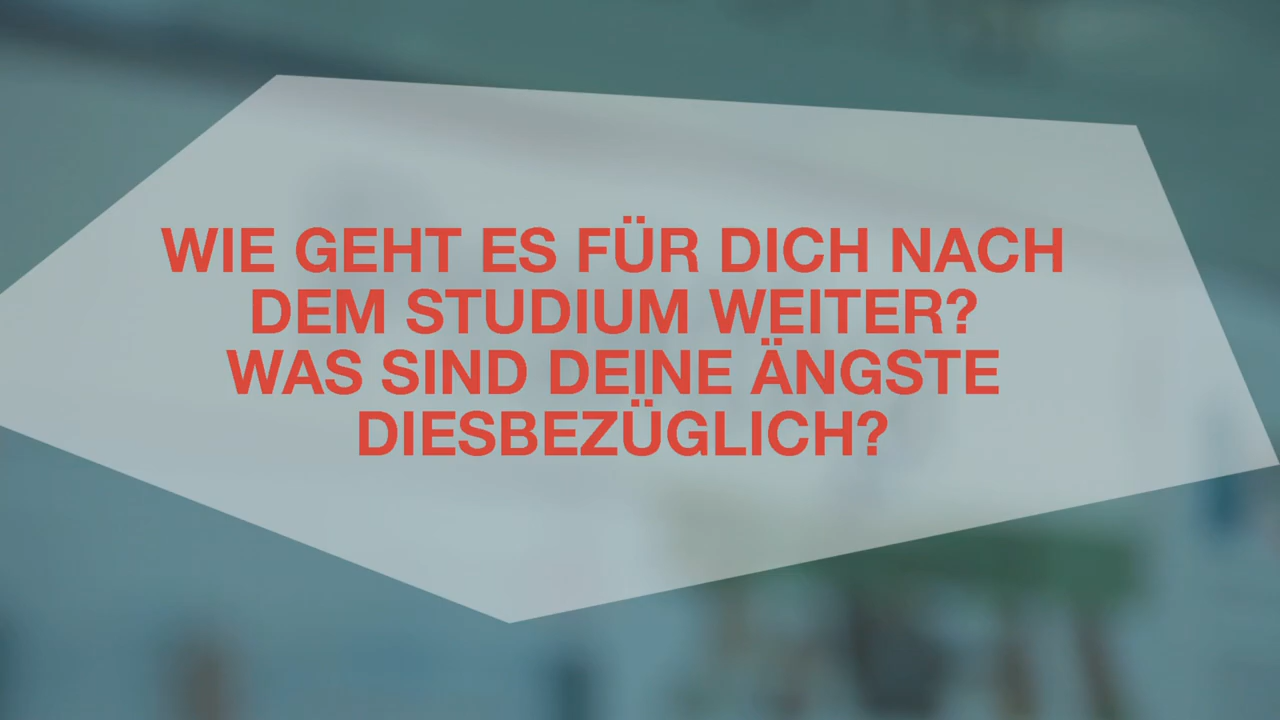 WIE GEHT ES FÜR DICH NACH
DEM STUDIUM WEITER?
WAS SIND DEINE ÄNGSTE
DIESBEZÜGLICH?